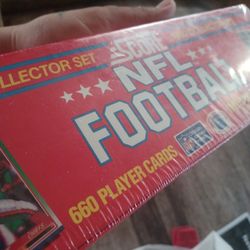 COLLECTOR SET
SCORE
NFL
FOOTBALL
660 PLAYER CARDS